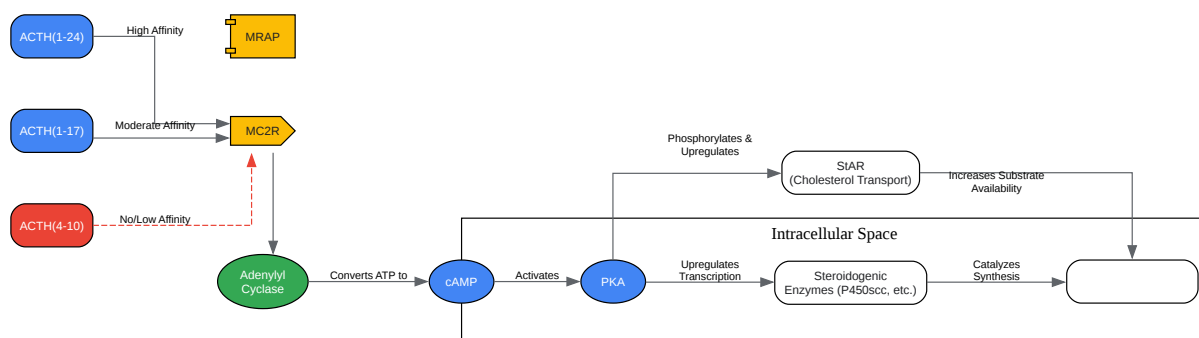 ACTH(1-24)
High Affinity
MRAP
ACTH(1-17)
Moderate Affinity
MC2R
ACTH(4-10)
No/Low Affinity
Adenylyl
Cyclase
Converts ATP to
cAMP
Activates
PKA
Phosphorylates &
Upregulates
StAR
(Cholesterol Transport)
Increases Substrate
Availability
Intracellular Space
Upregulates
Transcription
Steroidogenic
Enzymes (P450scc, etc.)
Catalyzes
Synthesis